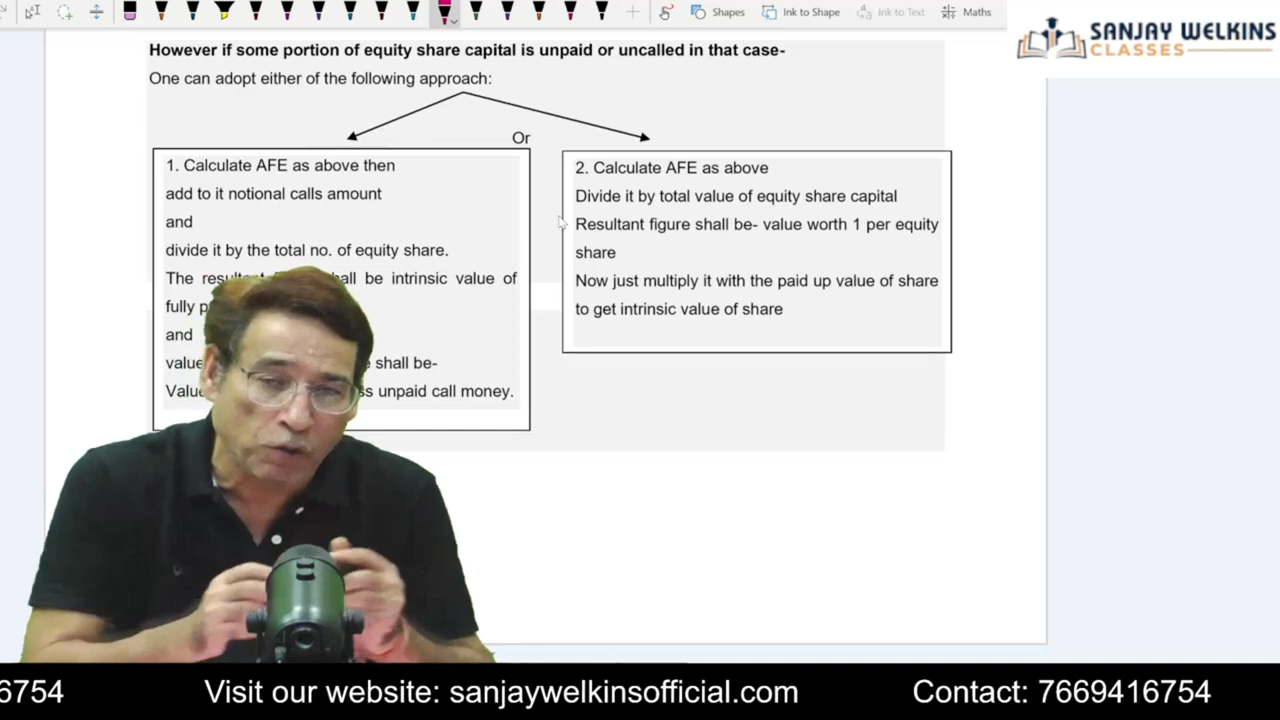 Shapes
Ink to Shape
Ink to Text
Maths
SANJAY WELKINS
CLASSES
However if some portion of equity share capital is unpaid or uncalled in that case-
One can adopt either of the following approach:
Or
1. Calculate AFE as above then
add to it notional calls amount
and
divide it by the total no. of equity share.
The shall be intrinsic value of
fully
and
shall be-
unpaid call money.
2. Calculate AFE as above
Divide it by total value of equity share capital
Resultant figure shall be- value worth 1 per equity
share
Now just multiply it with the paid up value of share
to get intrinsic value of share
6754
Visit our website: sanjaywelkinsofficial.com
Contact: 7669416754